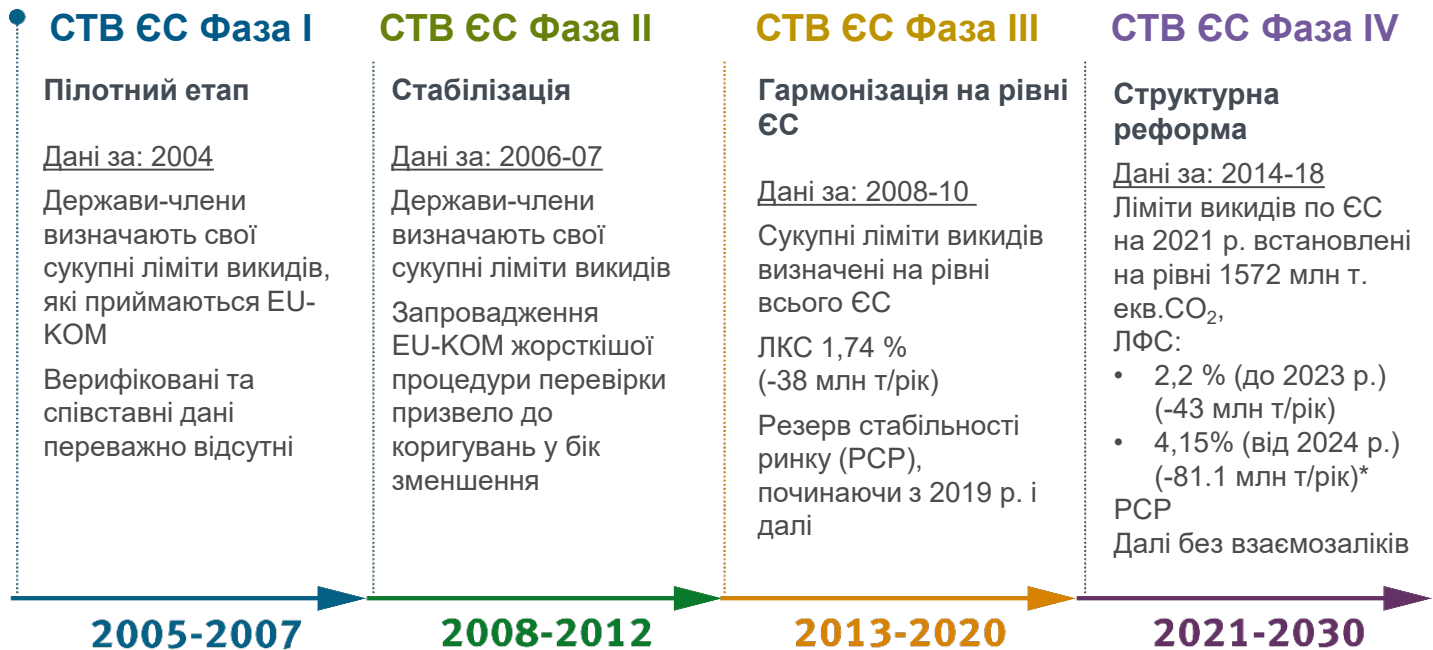 СТВ ЄС Фаза I
Пілотний етап
Дані за: 2004
Держави-члени
визначають свої
сукупні ліміти викидів,
які приймаються EU-
KOM
Верифіковані та
співставні дані
переважно відсутні
2005-2007
СТВ ЄС Фаза II
Стабілізація
Дані за: 2006-07
Держави-члени
визначають свої
сукупні ліміти викидів
Запровадження
EU-KOM жорсткішої
процедури перевірки
призвело до
коригувань у бік
зменшення
2008-2012
СТВ ЄС Фаза III
Гармонізація на рівні
ЄС
Дані за: 2008-10
Сукупні ліміти викидів
визначені на рівні
всього ЄС
ЛКС 1,74 %
(-38 млн т/рік)
Резерв стабільності
ринку (РСР),
починаючи з 2019 р. і
далі
2013-2020
СТВ ЄС Фаза IV
Структурна
реформа
Дані за: 2014-18
Ліміти викидів по ЄС
на 2021 р. встановлені
на рівні 1572 млн т.
екв.CO₂,
ЛФС:
• 2,2 % (до 2023 р.)
(-43 млн т/рік)
• 4,15% (від 2024 р.)
(-81.1 млн т/рік)*
РСР
Далі без взаємозаліків
2021-2030